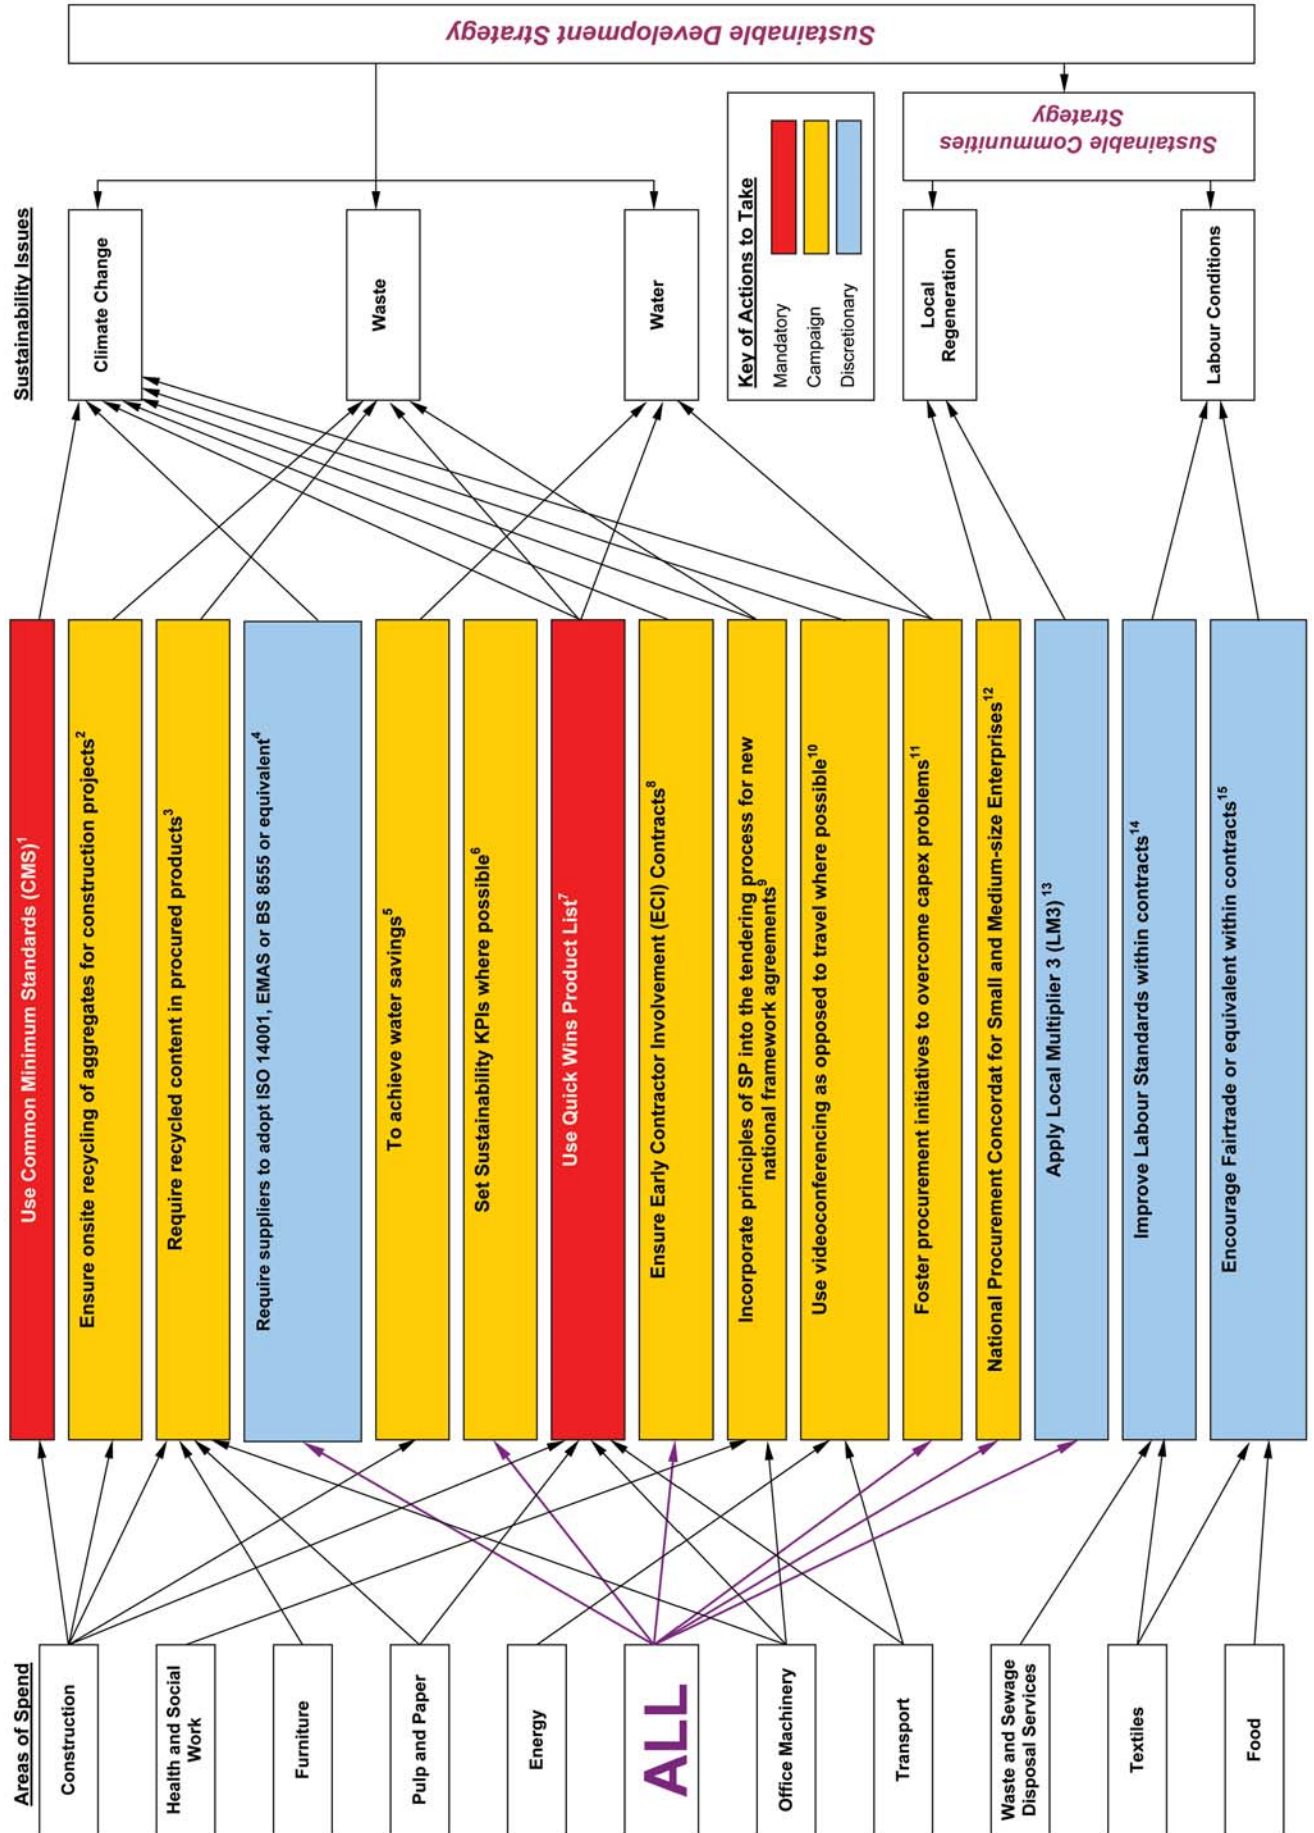 Areas of Spend
Construction
Health and Social
Work
Furniture
Pulp and Paper
Energy
ALL
Office Machinery
Transport
Waste and Sewage
Disposal Services
Textiles
Food
Use Common Minimum Standards (CMS)¹
Ensure onsite recycling of aggregates for construction projects²
Require recycled content in procured products³
Require suppliers to adopt ISO 14001, EMAS or BS 8555 or equivalent⁴
To achieve water savings⁵
Set Sustainability KPIs where possible⁶
Use Quick Wins Product List⁷
Ensure Early Contractor Involvement (ECI) Contracts⁸
Incorporate principles of SP into the tendering process for new
national framework agreements⁹
Use videoconferencing as opposed to travel where possible¹⁰
Foster procurement initiatives to overcome capex problems¹¹
National Procurement Concordat for Small and Medium-size Enterprises¹²
Apply Local Multiplier 3 (LM3) ¹³
Improve Labour Standards within contracts¹⁴
Encourage Fairtrade or equivalent within contracts¹⁵
Sustainability Issues
Climate Change
Waste
Water
Key of Actions to Take
Mandatory
Campaign
Discretionary
Local
Regeneration
Labour Conditions
Sustainable Communities
Strategy
Sustainable Development Strategy